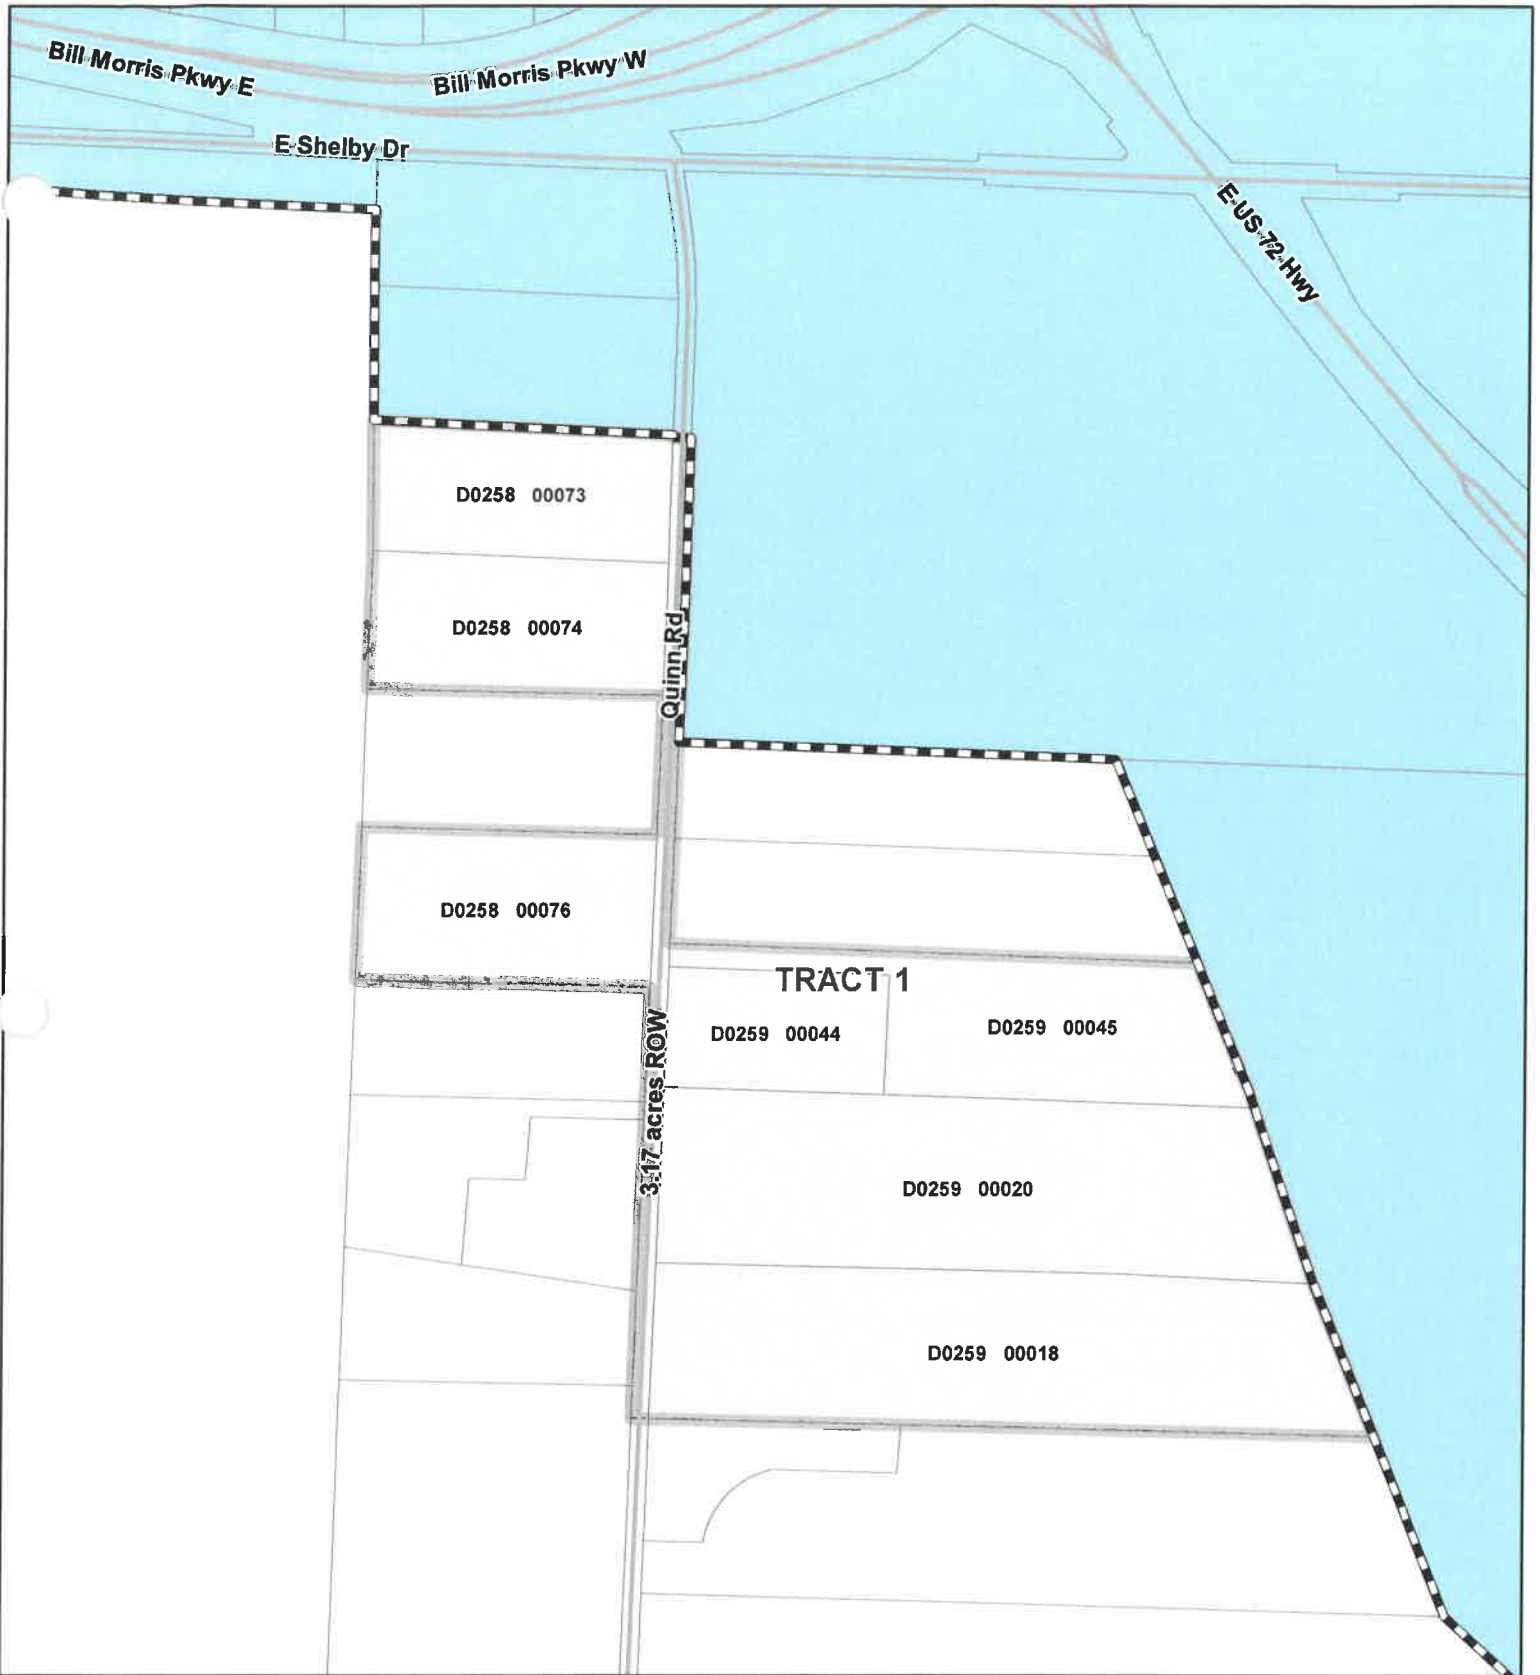 Bill Morris Pkwy E
Bill Morris Pkwy W
E Shelby Dr
E US 72 Hwy
D0258 00073
D0258 00074
Quinn Rd
D0258 00076
TRACT 1
D0259 00044
D0259 00045
3.17 acres ROW
D0259 00020
D0259 00018